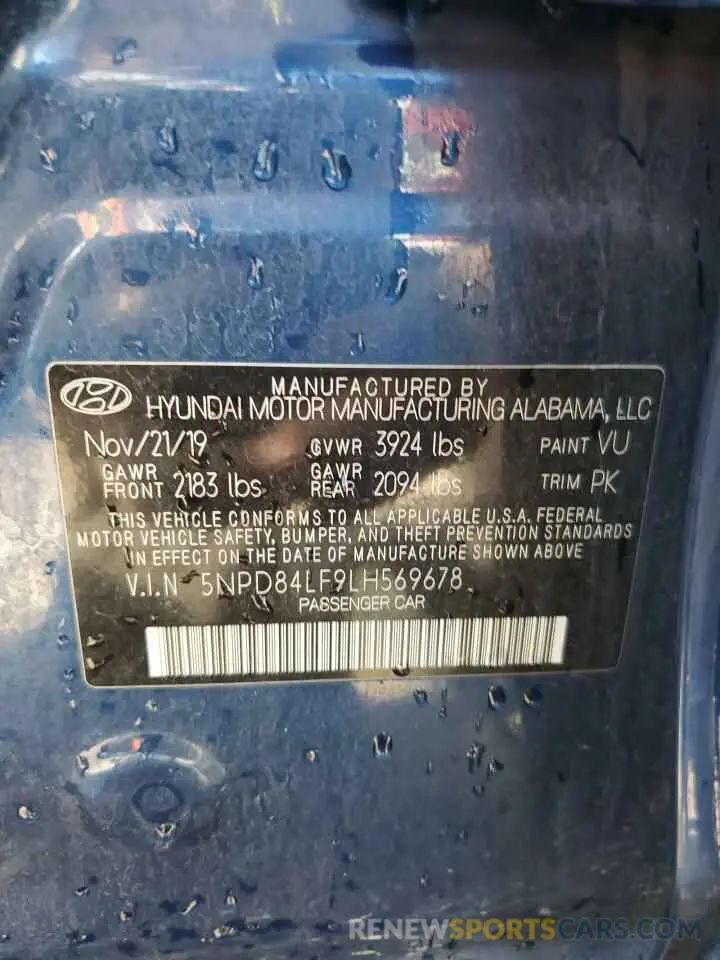 MANUFACTURED BY
HYUNDAI MOTOR MANUFACTURING ALABAMA, LLC
Nov/21/19 GVWR 3924 lbs PAINT VU
GAWR FRONT 2183 lbs GAWR REAR 2094 lbs TRIM PK
THIS VEHICLE CONFORMS TO ALL APPLICABLE U.S.A. FEDERAL
MOTOR VEHICLE SAFETY, BUMPER, AND THEFT PREVENTION STANDARDS
IN EFFECT ON THE DATE OF MANUFACTURE SHOWN ABOVE
V.I.N 5NPD84LF9LH569678
PASSENGER CAR
RENEWSPORTSCARS.COM